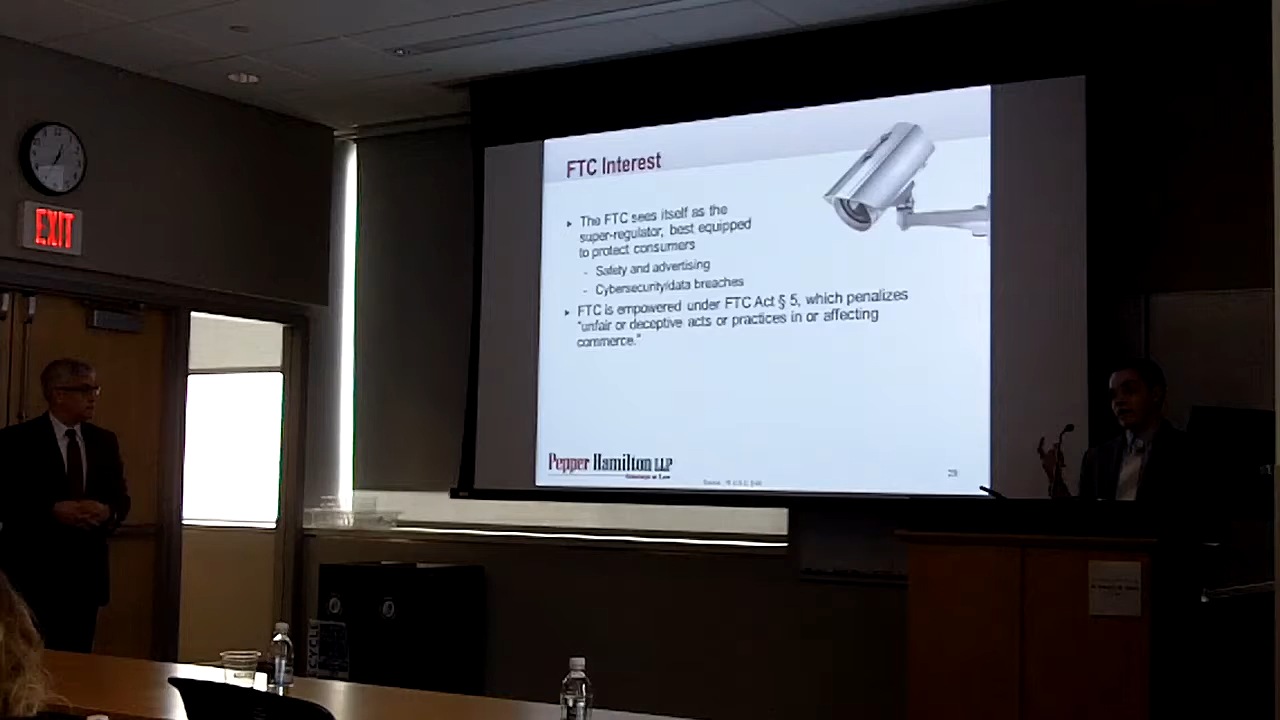 FTC Interest
The FTC sees itself as the
super-regulator, best equipped
to protect consumers
- Safety and advertising
- Cybersecurity/data breaches
FTC is empowered under FTC Act § 5, which penalizes
"unfair or deceptive acts or practices in or affecting
commerce."
Pepper Hamilton LLP
Attorneys at Law
EXIT
CYCLE